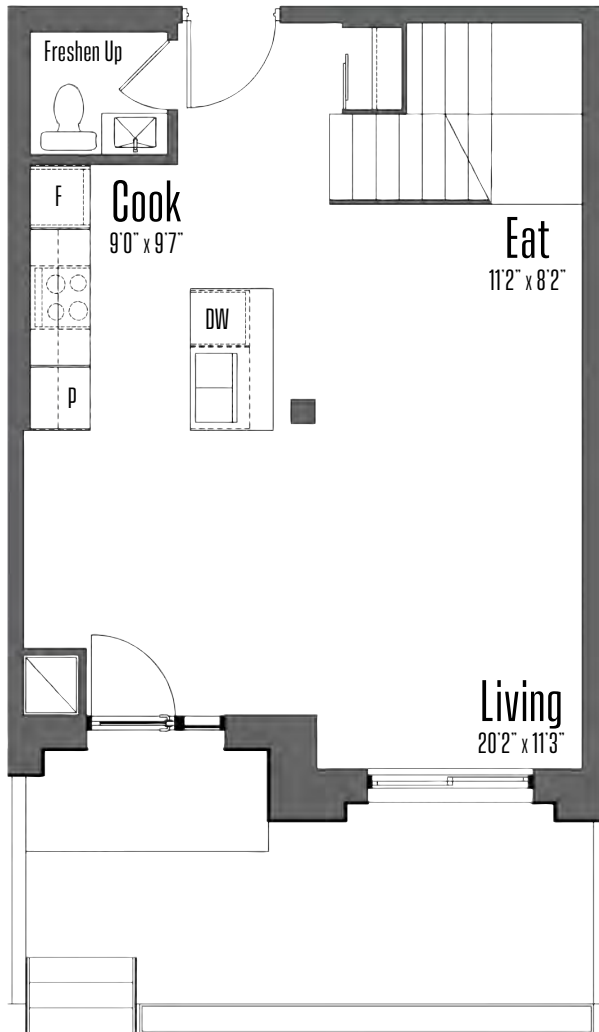 Freshen Up
F
Cook
9'0" x 9'7"
Eat
11'2" x 8'2"
DW
P
Living
20'2" x 11'3"